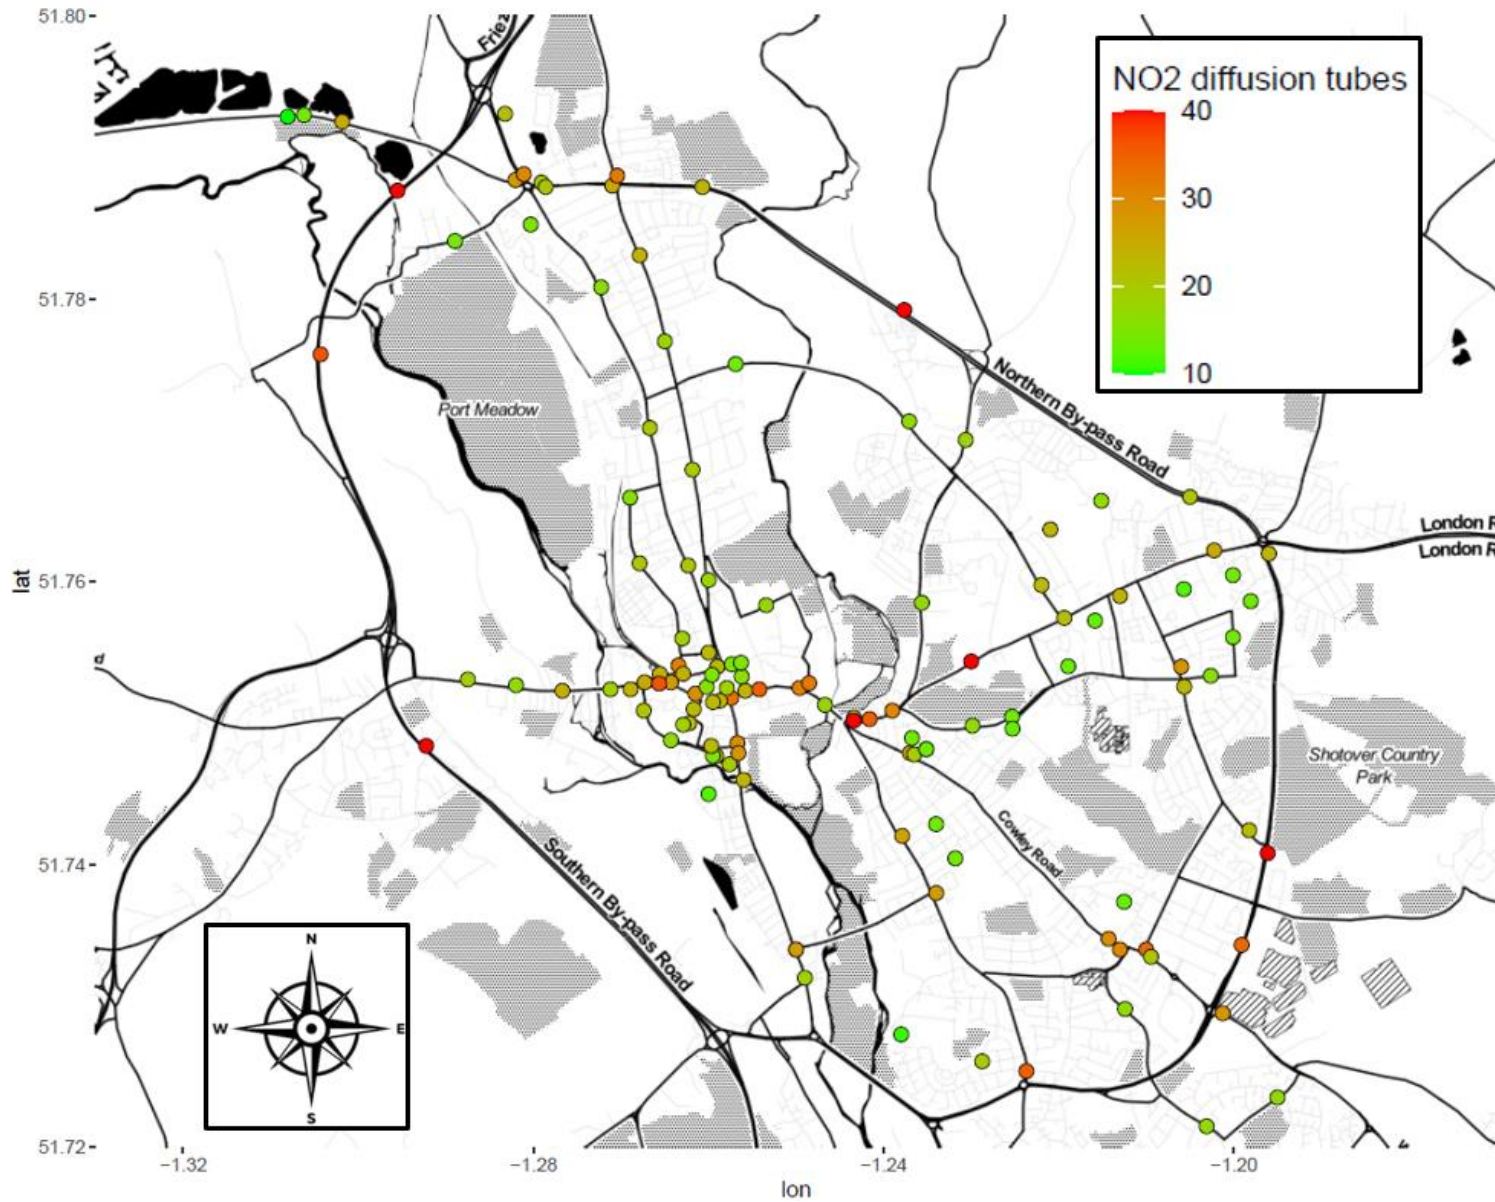 51.80
Friez
NO2 diffusion tubes
40
30
20
10
51.78
Port Meadow
Northern By-pass Road
London R
London R
51.76
lat
d
Shotover Country
Park
Cowley Road
51.74
Southern By-pass Road
N
W
E
S
51.72
−1.32
−1.28
−1.24
−1.20
lon